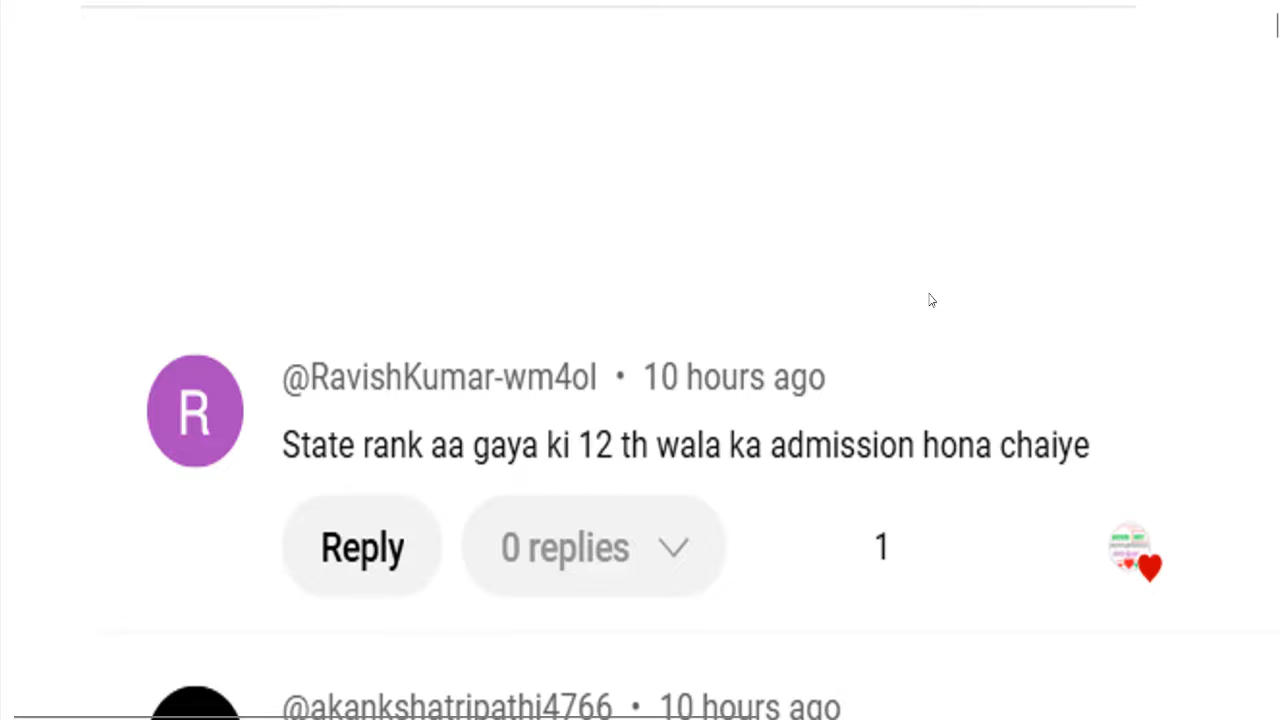 @RavishKumar-wm4ol • 10 hours ago
R
State rank aa gaya ki 12 th wala ka admission hona chaiye
Reply
0 replies
1
@akankshatripathi4766 • 10 hours ago